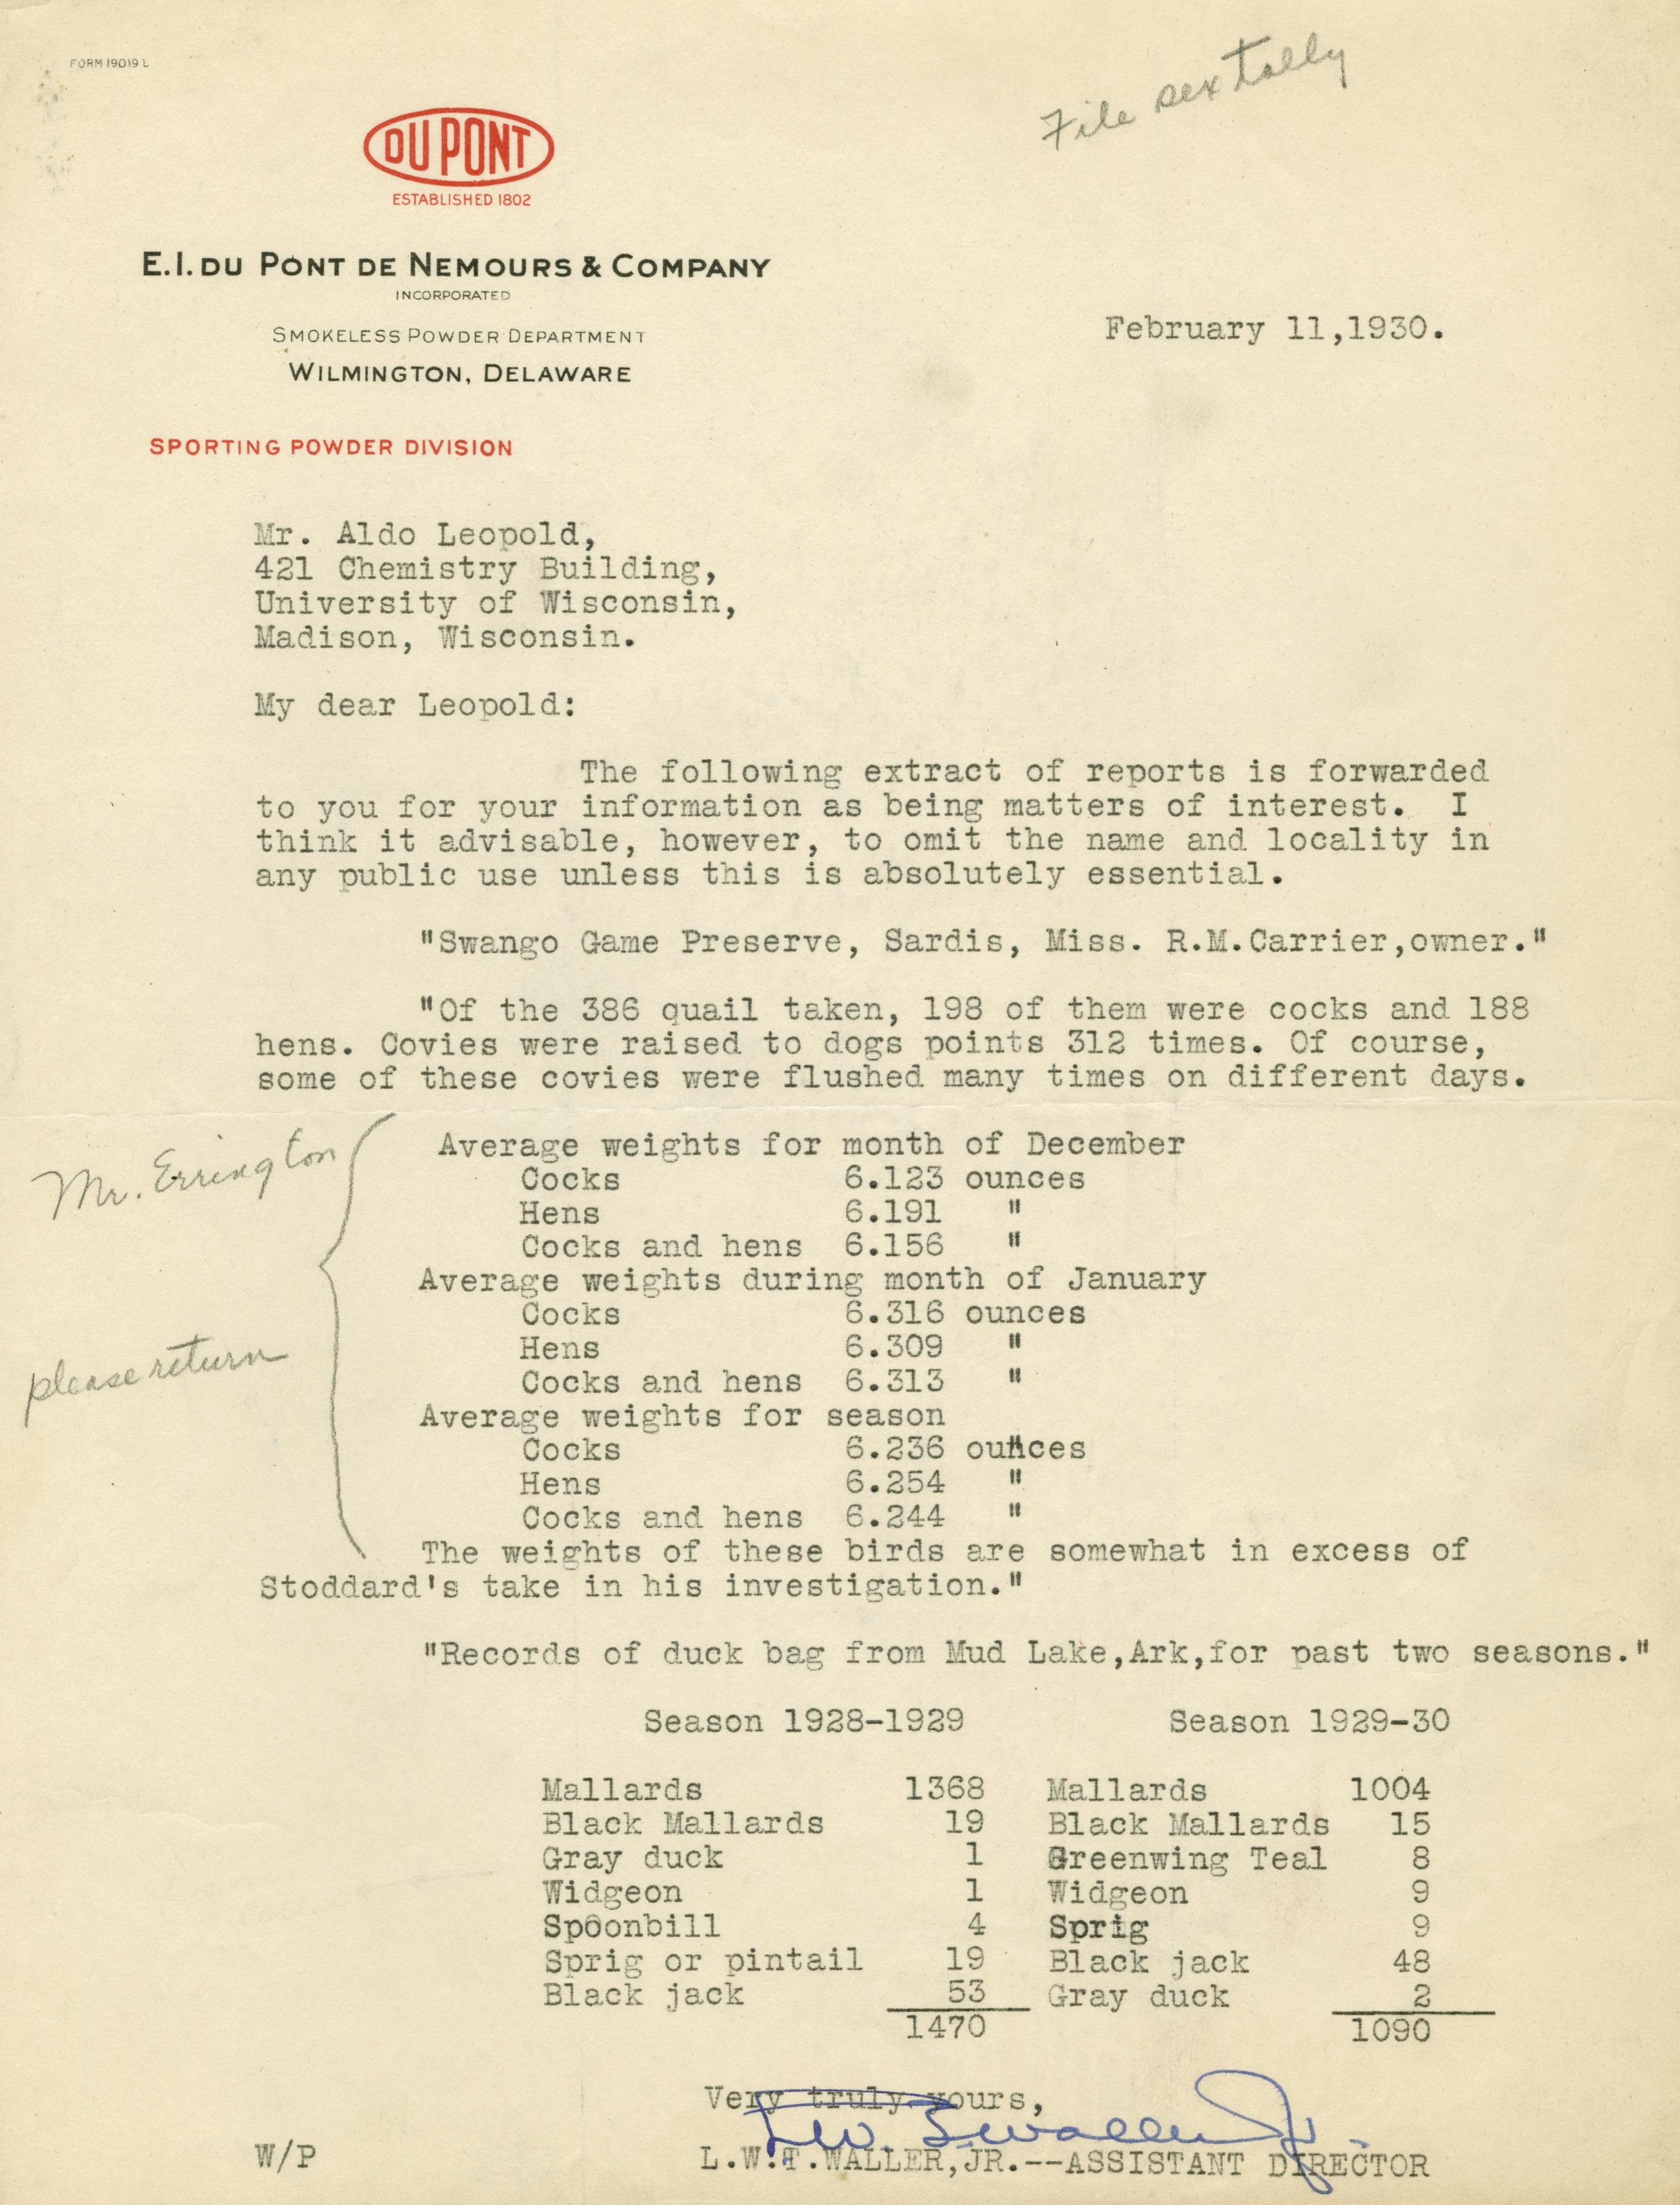 FORM 19019 L
File sex tally
DU PONT
ESTABLISHED 1802
E.I. DU PONT DE NEMOURS & COMPANY
INCORPORATED
SMOKELESS POWDER DEPARTMENT
WILMINGTON, DELAWARE
February 11,1930.
SPORTING POWDER DIVISION
Mr. Aldo Leopold,
421 Chemistry Building,
University of Wisconsin,
Madison, Wisconsin.
My dear Leopold:
The following extract of reports is forwarded
to you for your information as being matters of interest. I
think it advisable, however, to omit the name and locality in
any public use unless this is absolutely essential.
"Swango Game Preserve, Sardis, Miss. R.M.Carrier,owner."
"Of the 386 quail taken, 198 of them were cocks and 188
hens. Covies were raised to dogs points 312 times. Of course,
some of these covies were flushed many times on different days.
Mr. Errington
please return
Average weights for month of December
Cocks 6.123 ounces
Hens 6.191 "
Cocks and hens 6.156 "
Average weights during month of January
Cocks 6.316 ounces
Hens 6.309 "
Cocks and hens 6.313 "
Average weights for season
Cocks 6.236 ounces
Hens 6.254 "
Cocks and hens 6.244 "
The weights of these birds are somewhat in excess of
Stoddard's take in his investigation."
"Records of duck bag from Mud Lake,Ark,for past two seasons."
Season 1928-1929 Season 1929-30
Mallards 1368 Mallards 1004
Black Mallards 19 Black Mallards 15
Gray duck 1 Greenwing Teal 8
Widgeon 1 Widgeon 9
Spoonbill 4 Sprig 9
Sprig or pintail 19 Black jack 48
Black jack 53 Gray duck 2
1470 1090
Very truly yours,
LW.T. Waller Jr.
W/P L.W.T.WALLER,JR.--ASSISTANT DIRECTOR